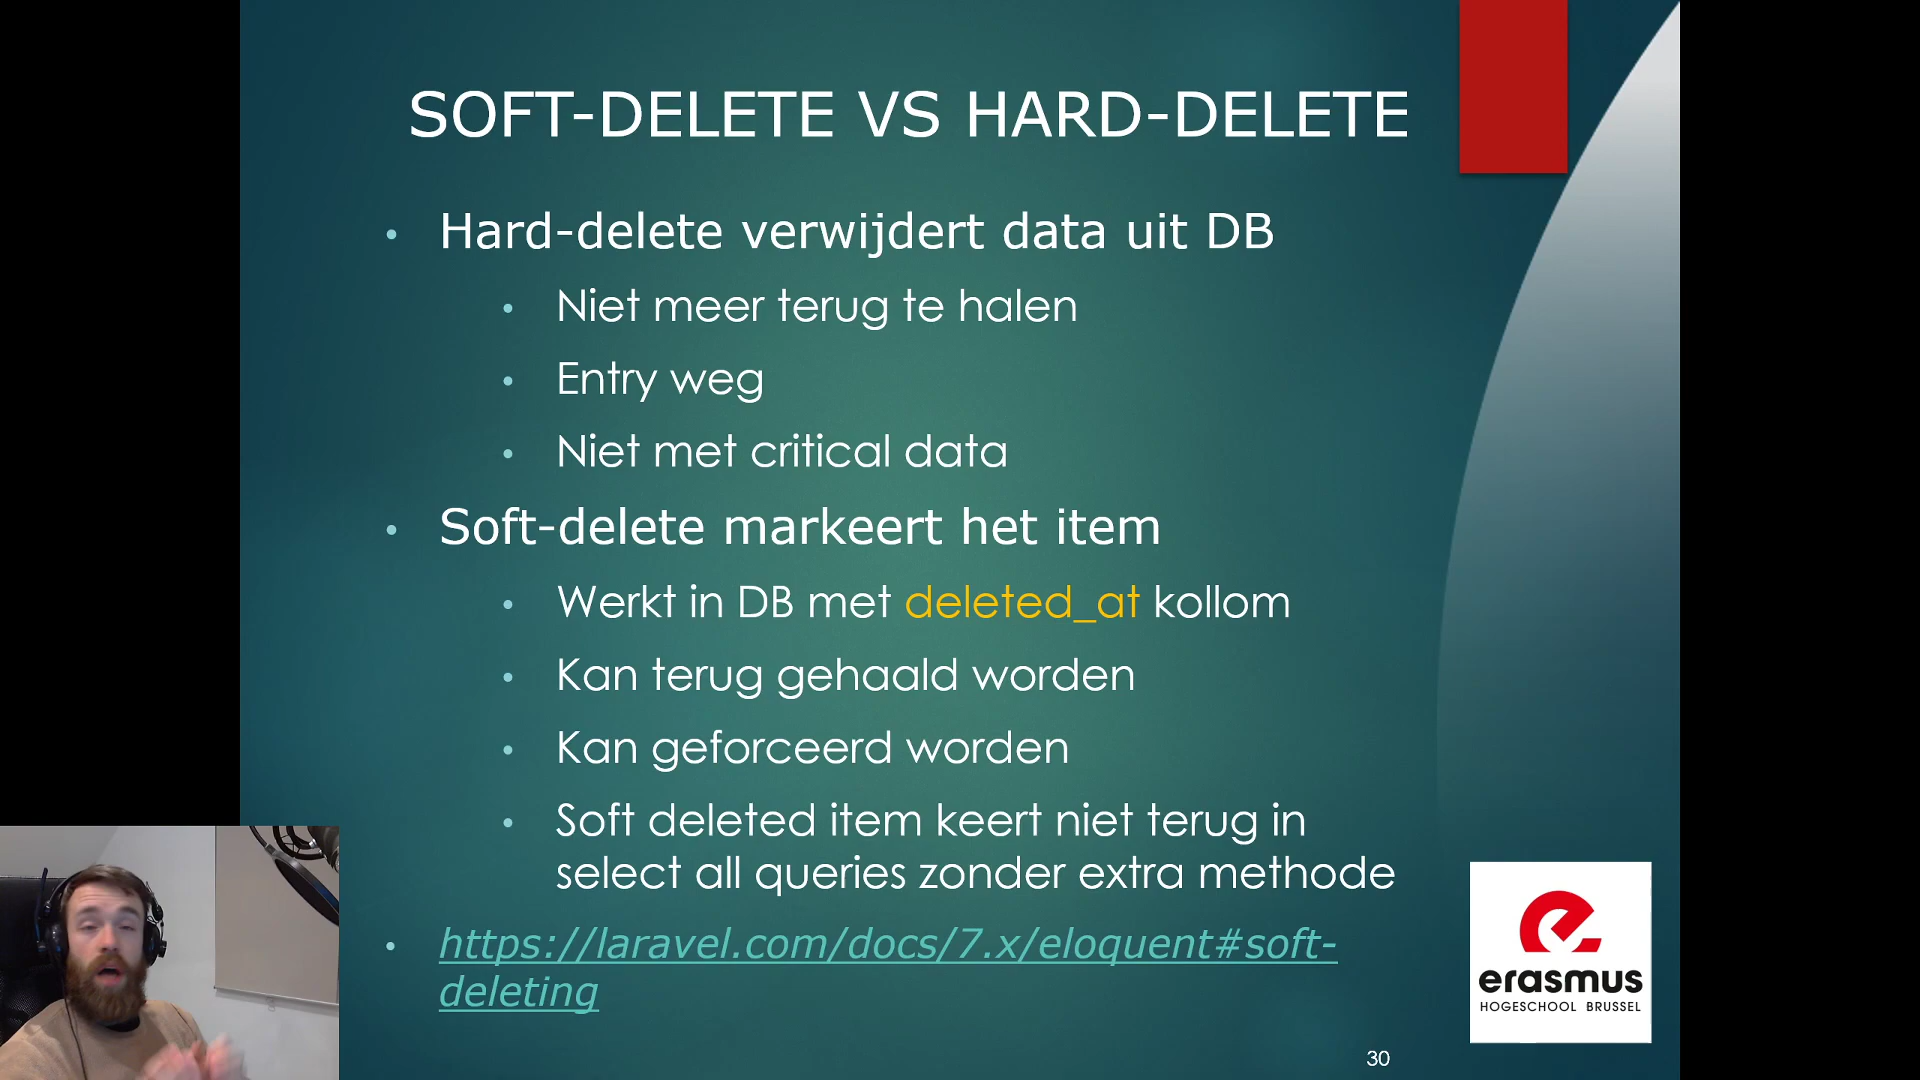 SOFT-DELETE VS HARD-DELETE
• Hard-delete verwijdert data uit DB
• Niet meer terug te halen
• Entry weg
• Niet met critical data
• Soft-delete markeert het item
• Werkt in DB met deleted_at kollom
• Kan terug gehaald worden
• Kan geforceerd worden
• Soft deleted item keert niet terug in
select all queries zonder extra methode
• https://laravel.com/docs/7.x/eloquent#soft-
deleting
erasmus
HOGESCHOOL BRUSSEL
30